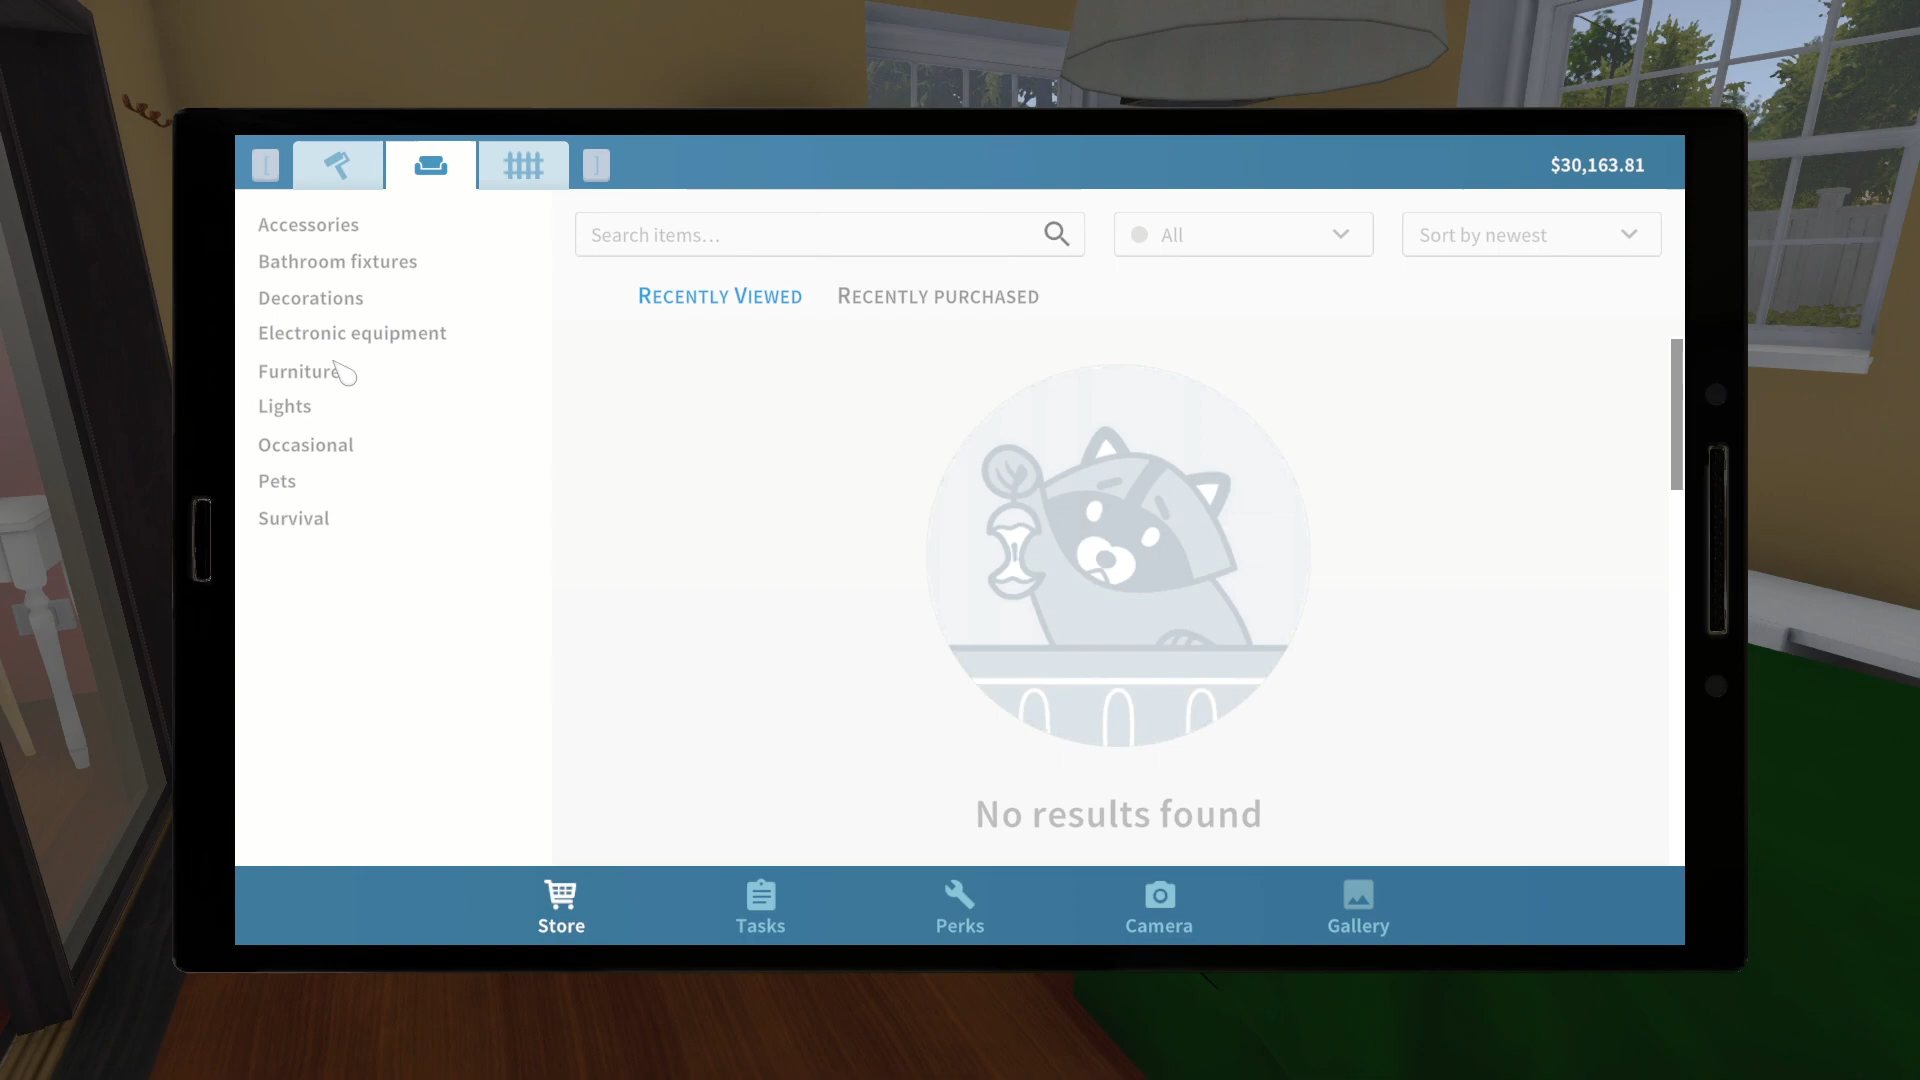 [
]
$30,163.81
Accessories
Bathroom fixtures
Decorations
Electronic equipment
Furniture
Lights
Occasional
Pets
Survival
Search items...
All
Sort by newest
RECENTLY VIEWED
RECENTLY PURCHASED
No results found
Store
Tasks
Perks
Camera
Gallery